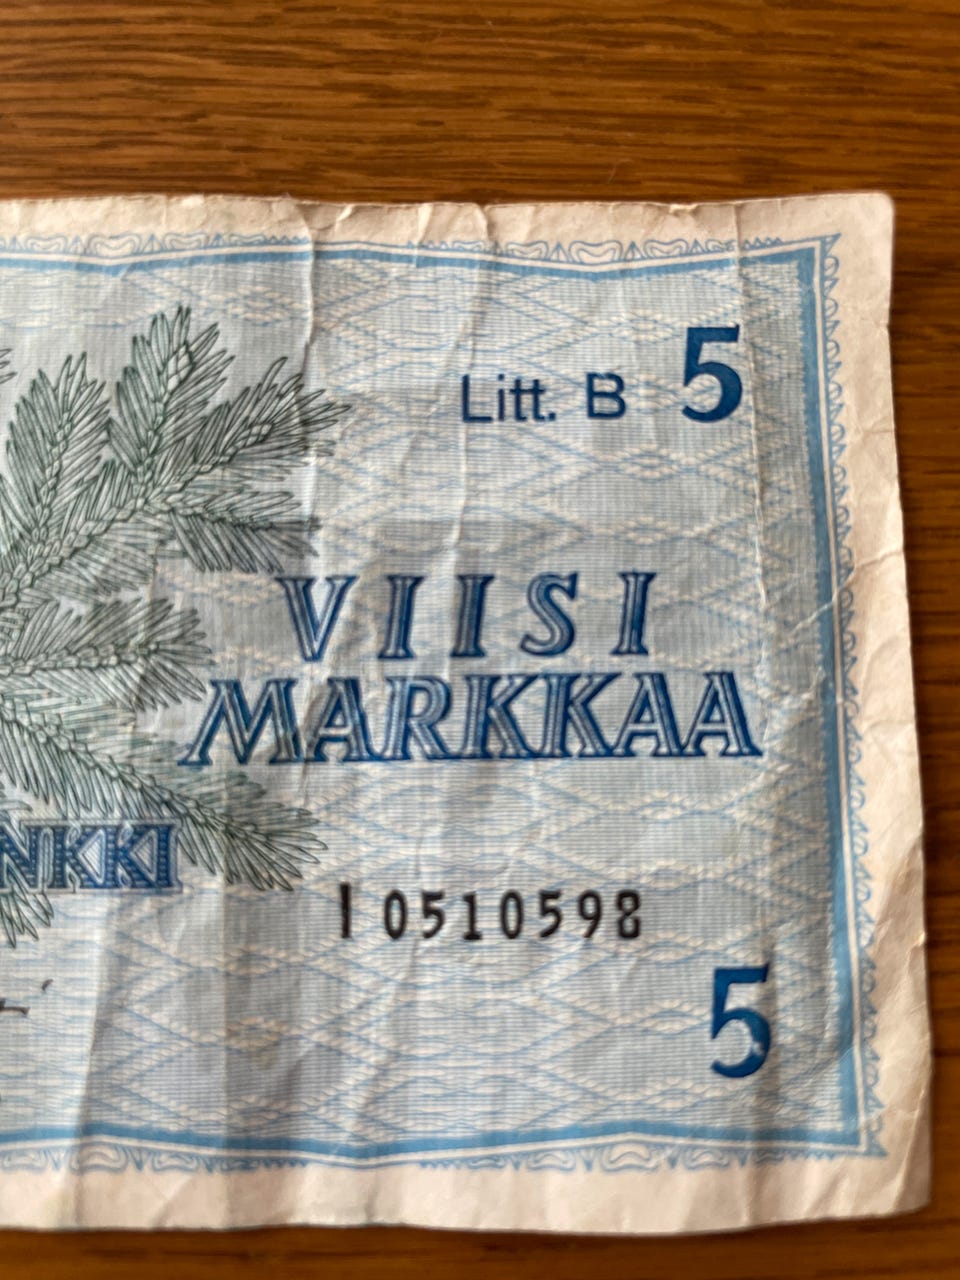 Litt. B 5
VIISI
MARKKAA
NKKI
I 0510598
5